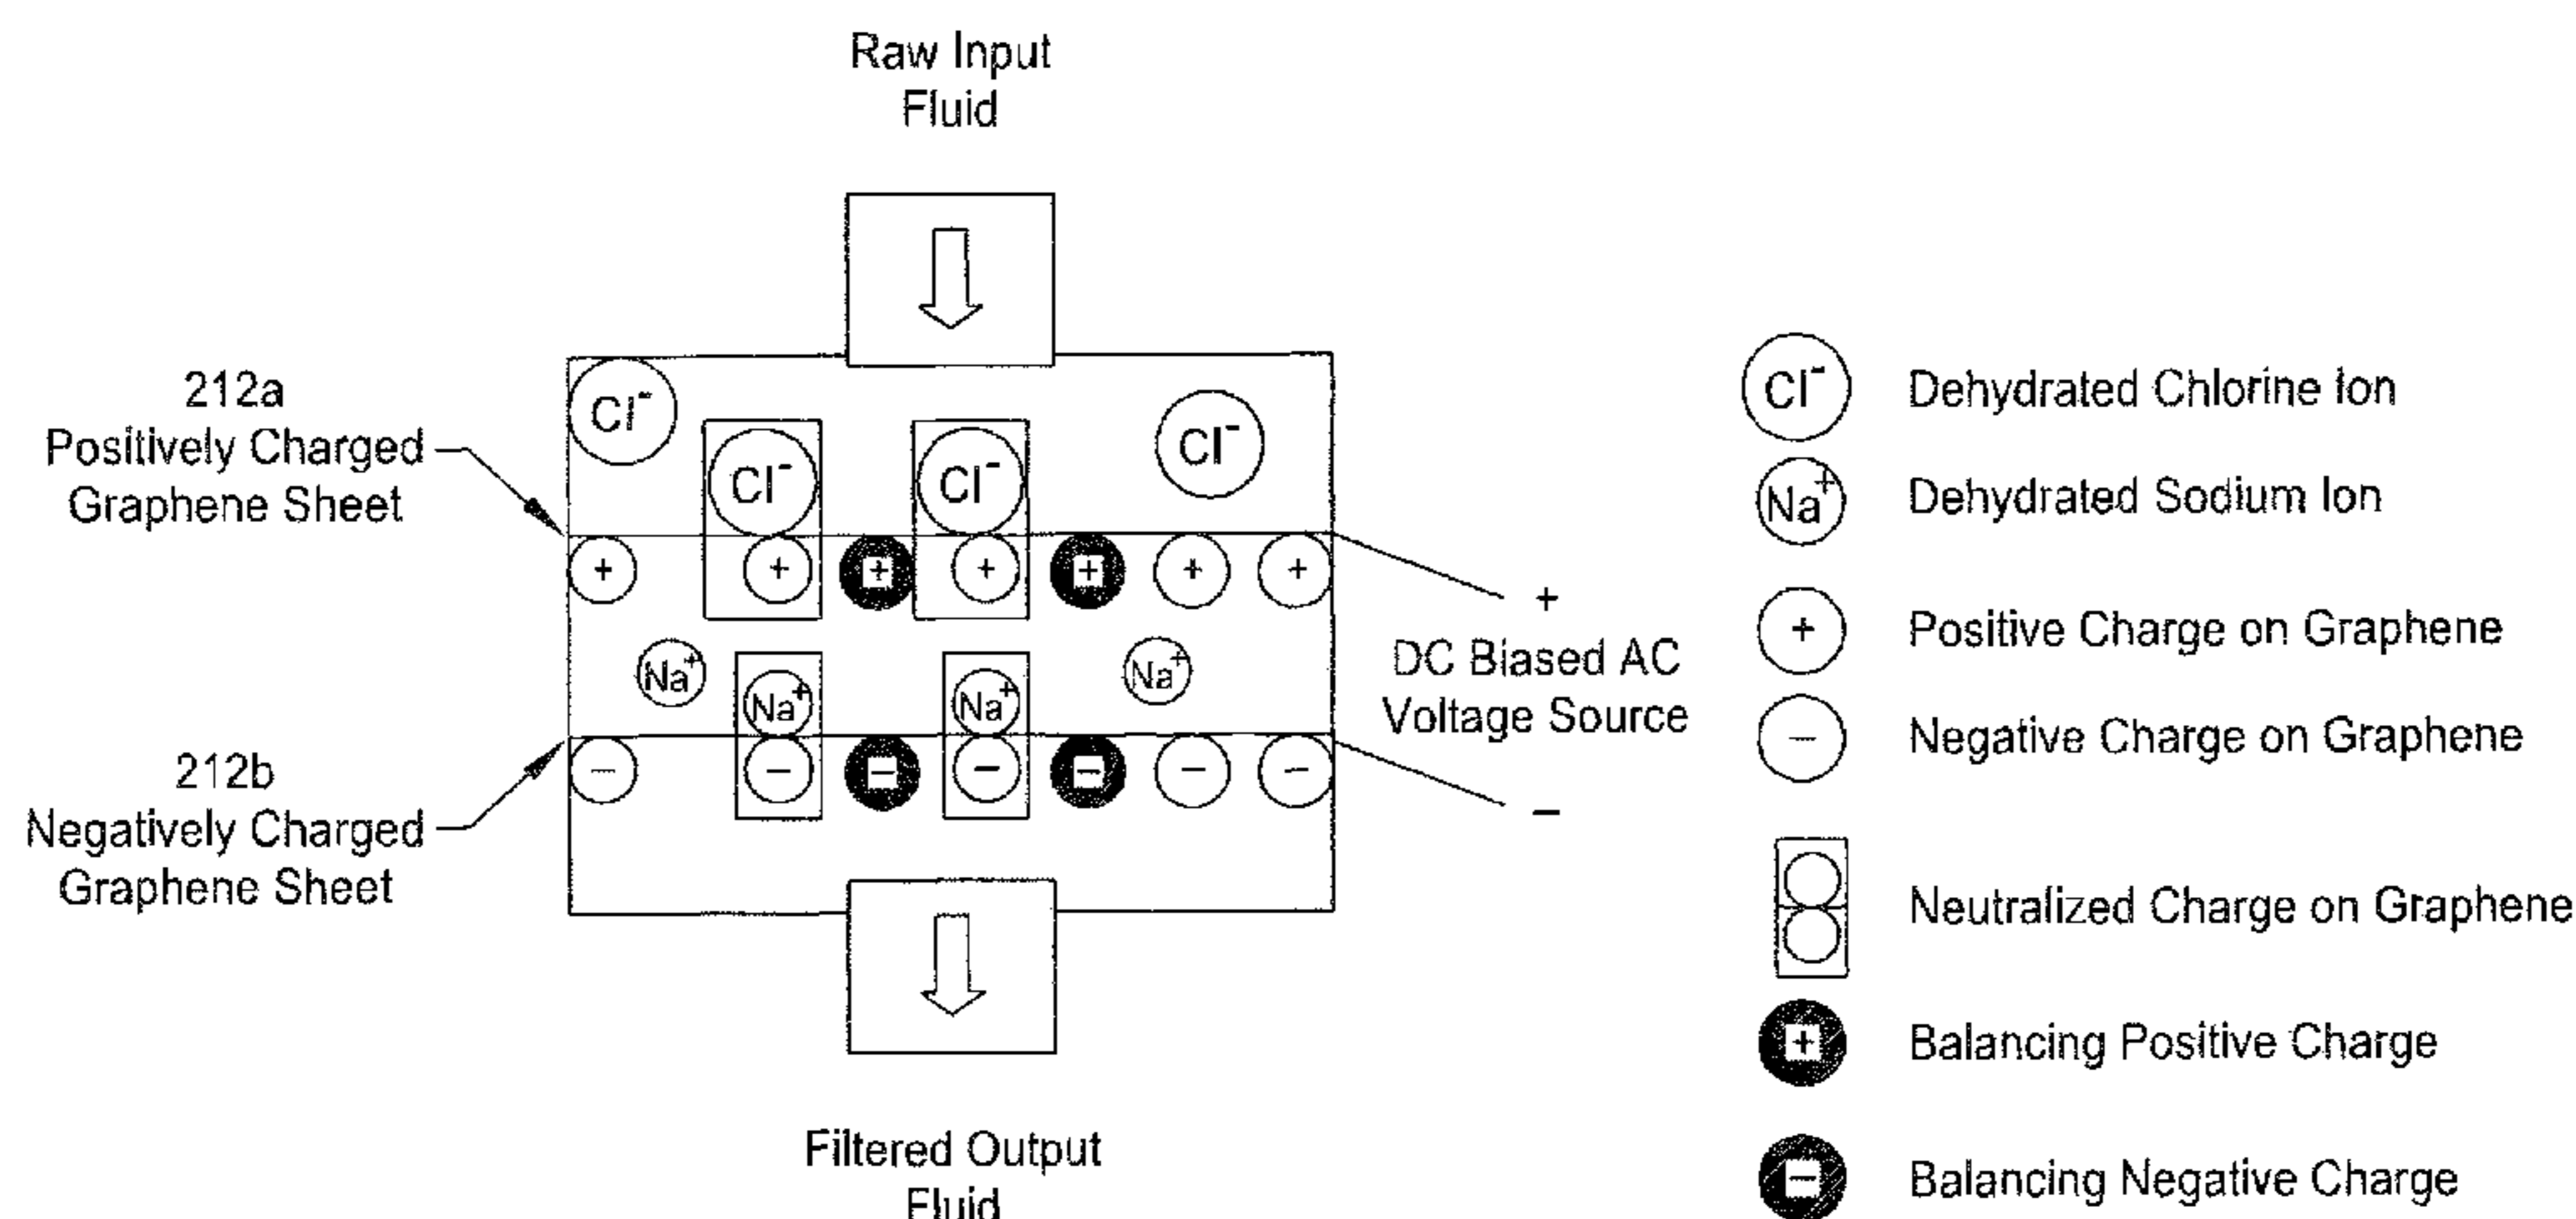 Raw Input
Fluid
212a
Positively Charged
Graphene Sheet
Cl-
Cl-
Cl-
Cl-
+
+
+
+
+
+
Na+
Na+
Na+
Na+
+
DC Biased AC
Voltage Source
−
212b
Negatively Charged
Graphene Sheet
−
−
−
−
−
−
−
Filtered Output
Fluid
Cl- Dehydrated Chlorine Ion
Na+ Dehydrated Sodium Ion
+ Positive Charge on Graphene
− Negative Charge on Graphene
Neutralized Charge on Graphene
+ Balancing Positive Charge
− Balancing Negative Charge